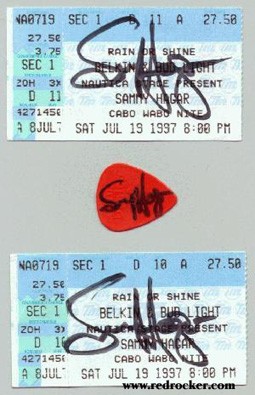 NA0719 SEC 1 D 11 A 27.50
27.50 RAIN OR SHINE
3.75 BELKIN & BUD LIGHT
SEC 1 NAUTICA STAGE PRESENT
ZOH 3X SAMMY HAGAR
D 11 CABO WABO NITE
4271450
A 8JUL7 SAT JUL 19 1997 8:00 PM
NA0719 SEC 1 D 10 A 27.50
27.50 RAIN OR SHINE
3.75 BELKIN & BUD LIGHT
SEC 1 NAUTICA STAGE PRESENT
ZOH 3X SAMMY HAGAR
D 10 CABO WABO NITE
A 8JUL7 SAT JUL 19 1997 8:00 PM
www.redrocker.com